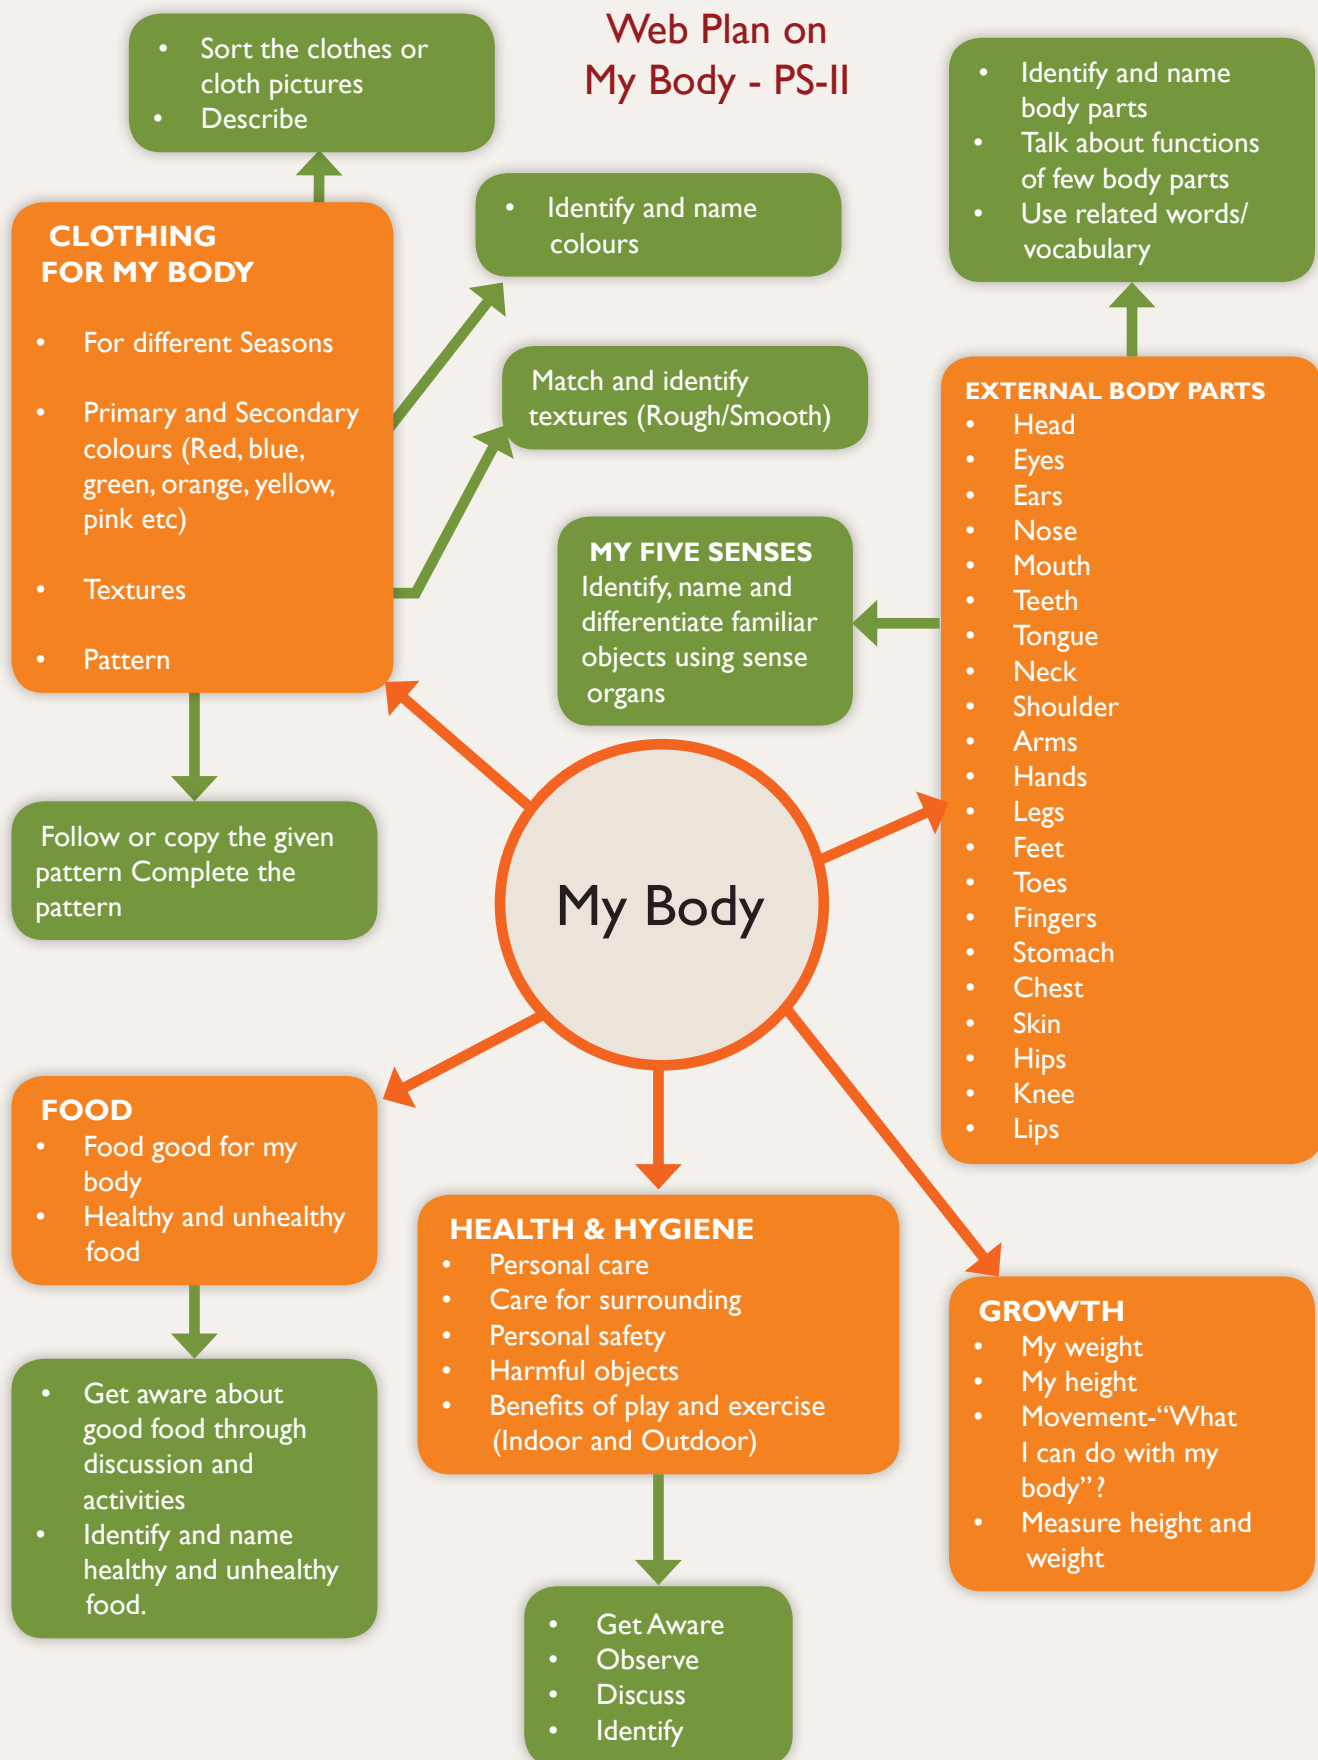 Web Plan on
My Body - PS-II
• Sort the clothes or
cloth pictures
• Describe
• Identify and name
colours
• Identify and name
body parts
• Talk about functions
of few body parts
• Use related words/
vocabulary
CLOTHING
FOR MY BODY
• For different Seasons
• Primary and Secondary
colours (Red, blue,
green, orange, yellow,
pink etc)
• Textures
• Pattern
Match and identify
textures (Rough/Smooth)
MY FIVE SENSES
Identify, name and
differentiate familiar
objects using sense
organs
EXTERNAL BODY PARTS
• Head
• Eyes
• Ears
• Nose
• Mouth
• Teeth
• Tongue
• Neck
• Shoulder
• Arms
• Hands
• Legs
• Feet
• Toes
• Fingers
• Stomach
• Chest
• Skin
• Hips
• Knee
• Lips
Follow or copy the given
pattern Complete the
pattern
My Body
FOOD
• Food good for my
body
• Healthy and unhealthy
food
HEALTH & HYGIENE
• Personal care
• Care for surrounding
• Personal safety
• Harmful objects
• Benefits of play and exercise
(Indoor and Outdoor)
GROWTH
• My weight
• My height
• Movement-“What
I can do with my
body”?
• Measure height and
weight
• Get aware about
good food through
discussion and
activities
• Identify and name
healthy and unhealthy
food.
• Get Aware
• Observe
• Discuss
• Identify